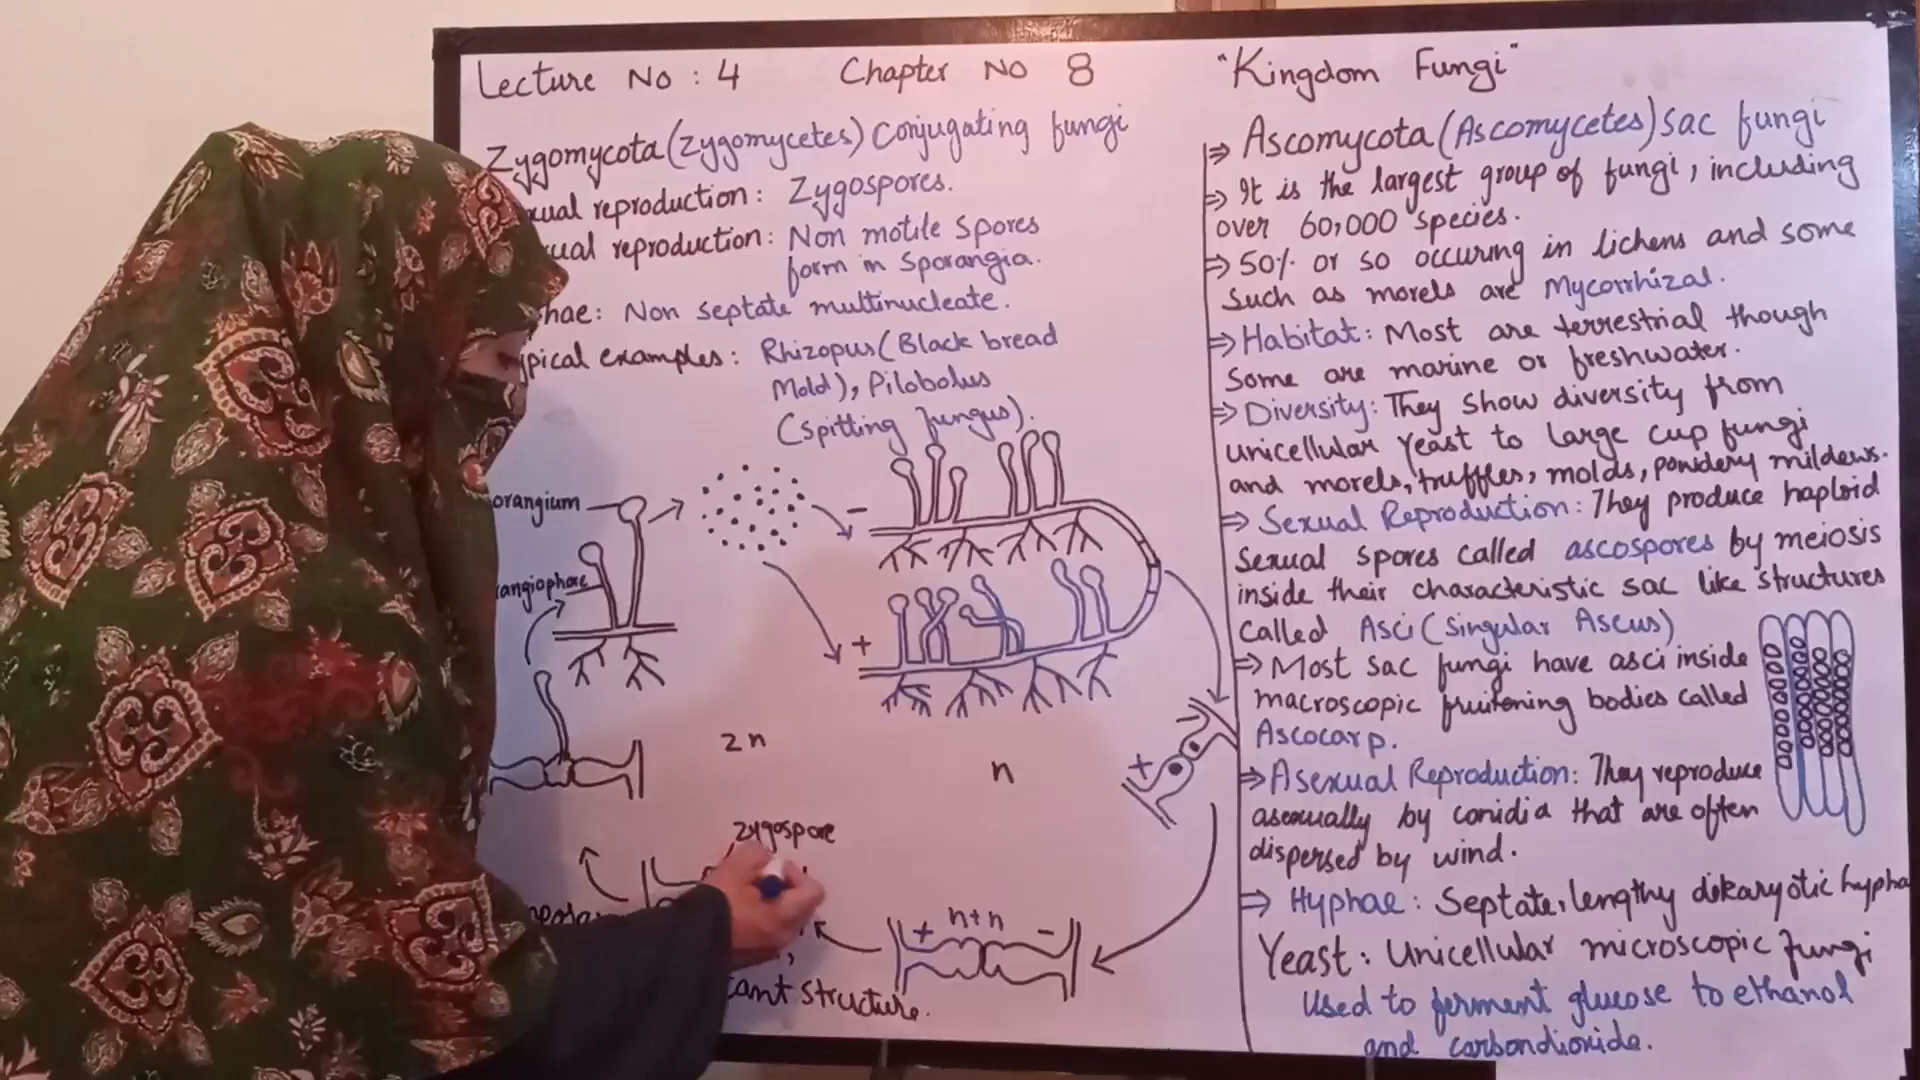 Lecture No : 4 Chapter No 8 "Kingdom Fungi"
Zygomycota (Zygomycetes) Conjugating fungi
xual reproduction: Zygospores.
xual reproduction: Non motile spores
form in Sporangia.
hae: Non septate multinucleate.
ypical examples: Rhizopus (Black bread
Mold), Pilobolus
(Spitting fungus).
orangium
rangiophore
-
+
2n
n
-
+
Zygospore
+ n+n -
tant structure.
⇒ Ascomycota (Ascomycetes) sac fungi
⇒ It is the largest group of fungi, including
over 60,000 species.
⇒ 50% or so occuring in lichens and some
Such as morels are Mycorrhizal.
⇒ Habitat: Most are terrestrial though
Some are marine or freshwater.
⇒ Diversity: They show diversity from
unicellular yeast to large cup fungi
and morels, truffles, molds, powdery mildews.
⇒ Sexual Reproduction: They produce haploid
Sexual spores called ascospores by meiosis
inside their characteristic sac like structures
called Asci (Singular Ascus)
⇒ Most sac fungi have asci inside
macroscopic fruitening bodies called
Ascocarp.
⇒ Asexual Reproduction: They reproduce
asexually by conidia that are often
dispersed by wind.
⇒ Hyphae: Septate, lengthy dikaryotic hypha
Yeast: Unicellular microscopic fungi
used to ferment glucose to ethanol
and carbondioxide.